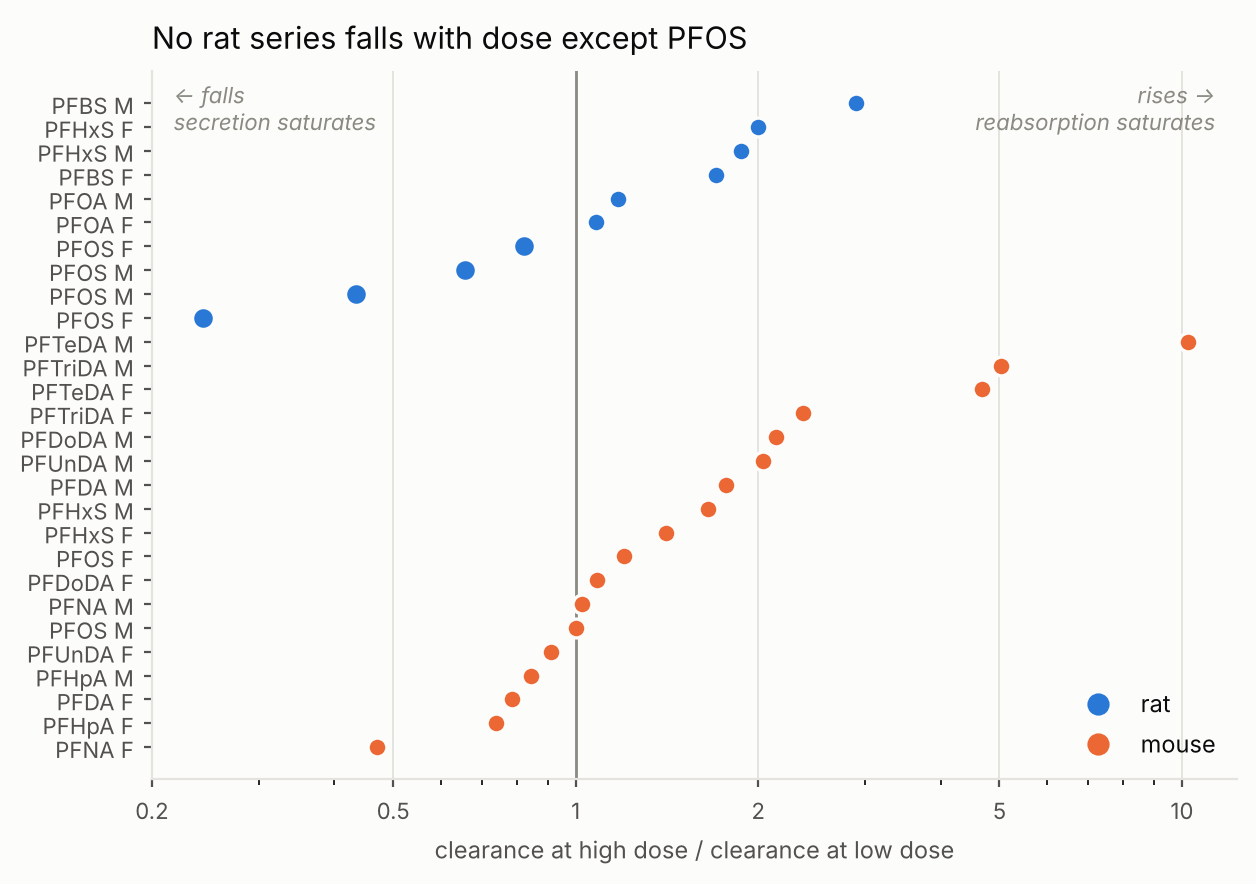 No rat series falls with dose except PFOS
← falls
secretion saturates
rises →
reabsorption saturates
PFBS M
PFHxS F
PFHxS M
PFBS F
PFOA M
PFOA F
PFOS F
PFOS M
PFOS M
PFOS F
PFTeDA M
PFTriDA M
PFTeDA F
PFTriDA F
PFDoDA M
PFUnDA M
PFDA M
PFHxS M
PFHxS F
PFOS F
PFDoDA F
PFNA M
PFOS M
PFUnDA F
PFHpA M
PFDA F
PFHpA F
PFNA F
rat
mouse
0.2 0.5 1 2 5 10
clearance at high dose / clearance at low dose